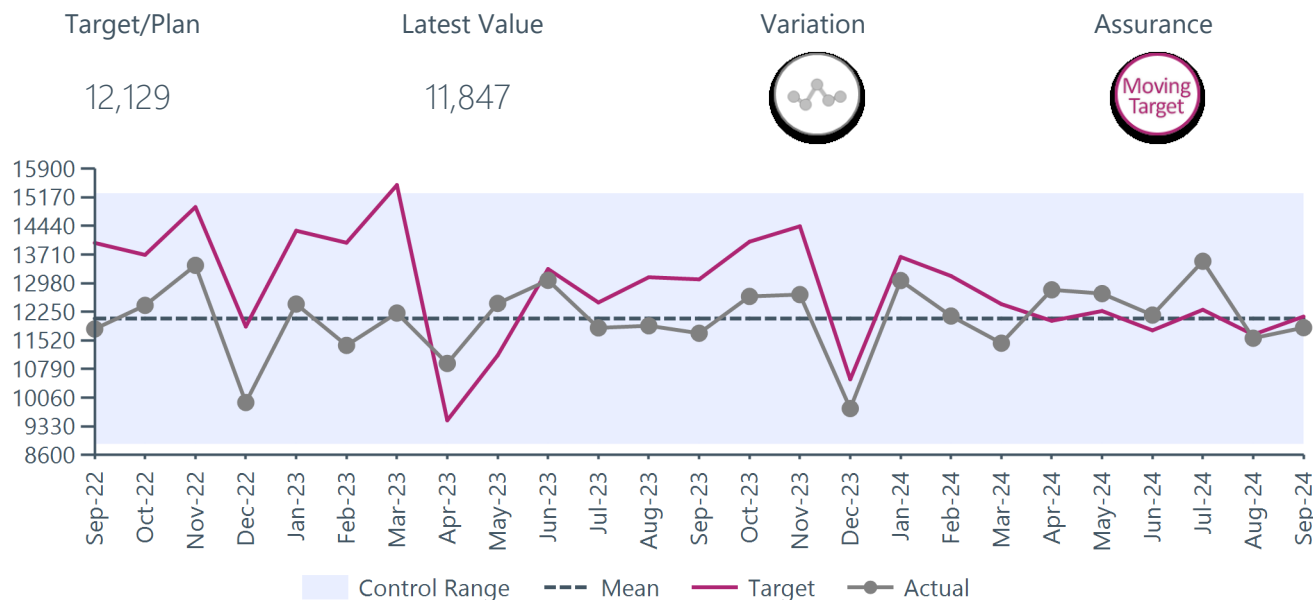 Target/Plan Latest Value Variation Assurance
12,129 11,847
Moving
Target
15900
15170
14440
13710
12980
12250
11520
10790
10060
9330
8600
Sep-22 Oct-22 Nov-22 Dec-22 Jan-23 Feb-23 Mar-23 Apr-23 May-23 Jun-23 Jul-23 Aug-23 Sep-23 Oct-23 Nov-23 Dec-23 Jan-24 Feb-24 Mar-24 Apr-24 May-24 Jun-24 Jul-24 Aug-24 Sep-24
Control Range Mean Target Actual